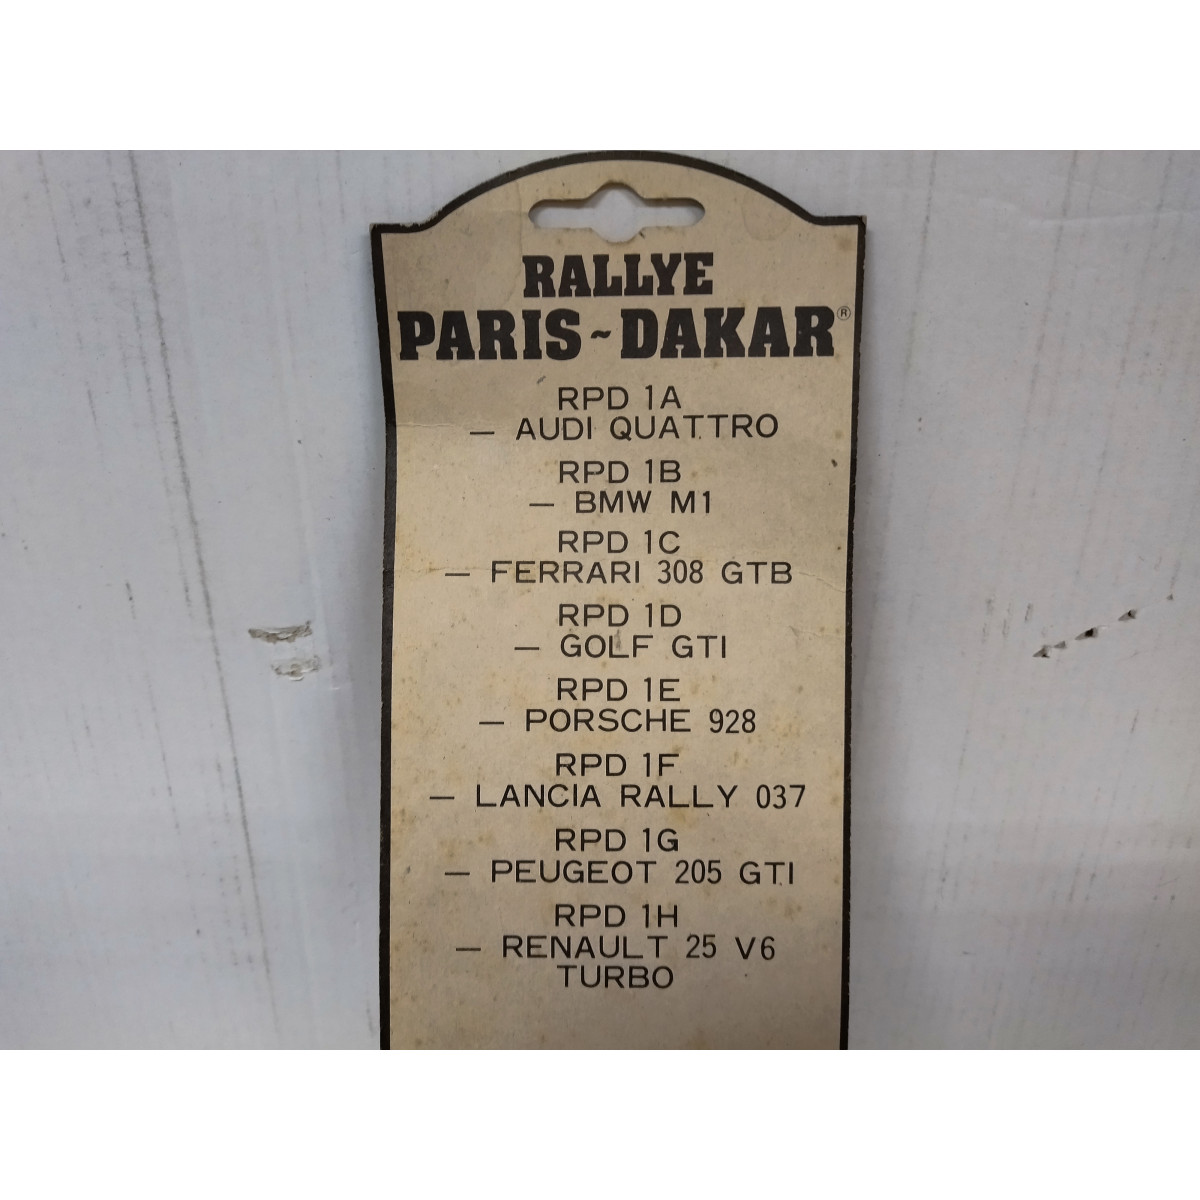 RALLYE
PARIS~DAKAR®
RPD 1A
— AUDI QUATTRO
RPD 1B
— BMW M1
RPD 1C
— FERRARI 308 GTB
RPD 1D
— GOLF GTI
RPD 1E
— PORSCHE 928
RPD 1F
— LANCIA RALLY 037
RPD 1G
— PEUGEOT 205 GTI
RPD 1H
— RENAULT 25 V6
TURBO